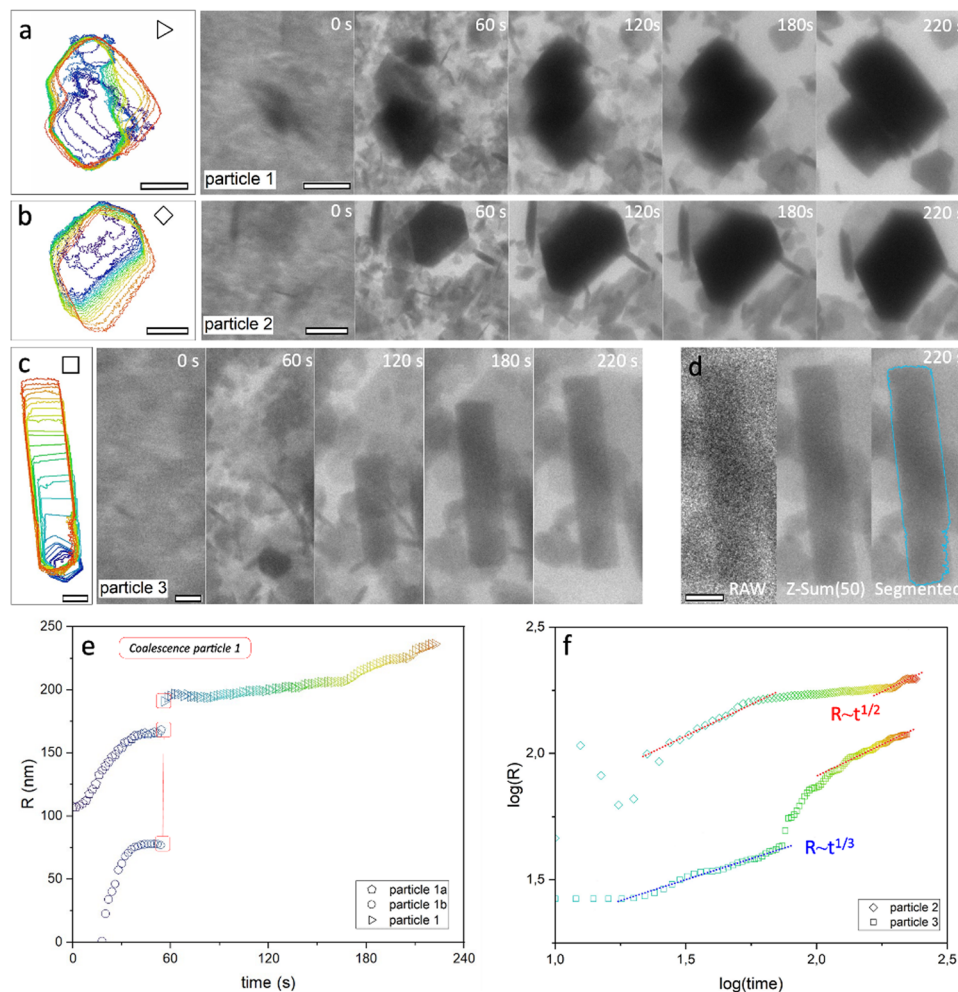 a
0 s
60 s
120s
180s
220 s
particle 1
b
0 s
60 s
120s
180s
220 s
particle 2
c
0 s
60 s
120 s
180 s
220 s
particle 3
d
220 s
RAW
Z-Sum(50)
Segmented
e
Coalescence particle 1
250
200
150
100
50
0
R (nm)
0
60
120
180
240
time (s)
particle 1a
particle 1b
particle 1
f
2,5
2,0
1,5
log(R)
R~t1/2
R~t1/3
1,0
1,5
2,0
2,5
log(time)
particle 2
particle 3